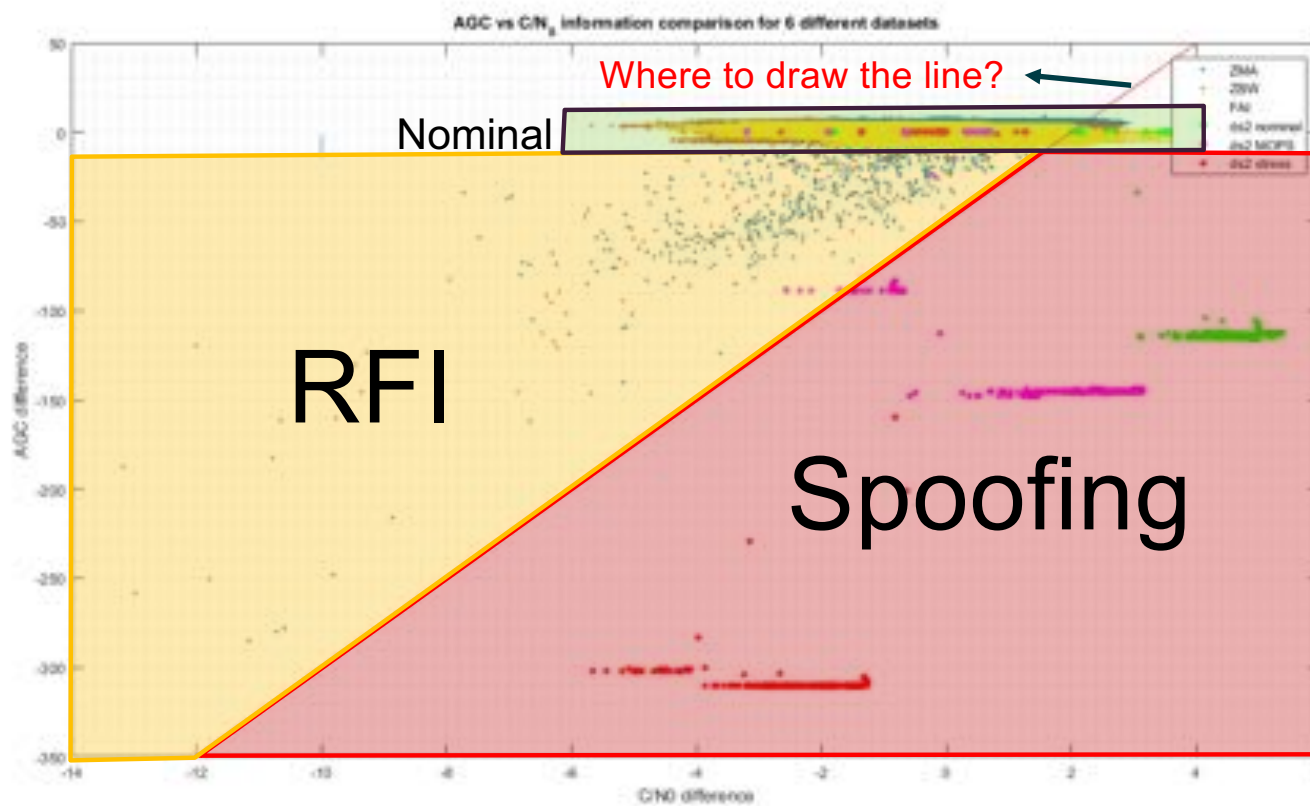 AGC vs C/N0 information comparison for 6 different datasets
50
Where to draw the line?
ZMA
ZBW
FAI
ds2 nominal
ds2 MOPS
ds2 stress
Nominal
0
-50
-100
-150
-200
-250
-300
-350
AGC difference
RFI
Spoofing
-14
-12
-10
-8
-6
-4
-2
0
2
4
C/N0 difference